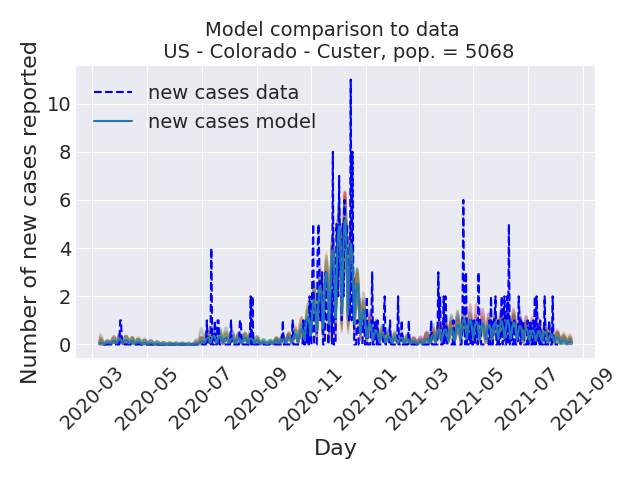 Model comparison to data
US - Colorado - Custer, pop. = 5068
Number of new cases reported
10
8
6
4
2
0
new cases data
new cases model
2020-03
2020-05
2020-07
2020-09
2020-11
2021-01
2021-03
2021-05
2021-07
2021-09
Day